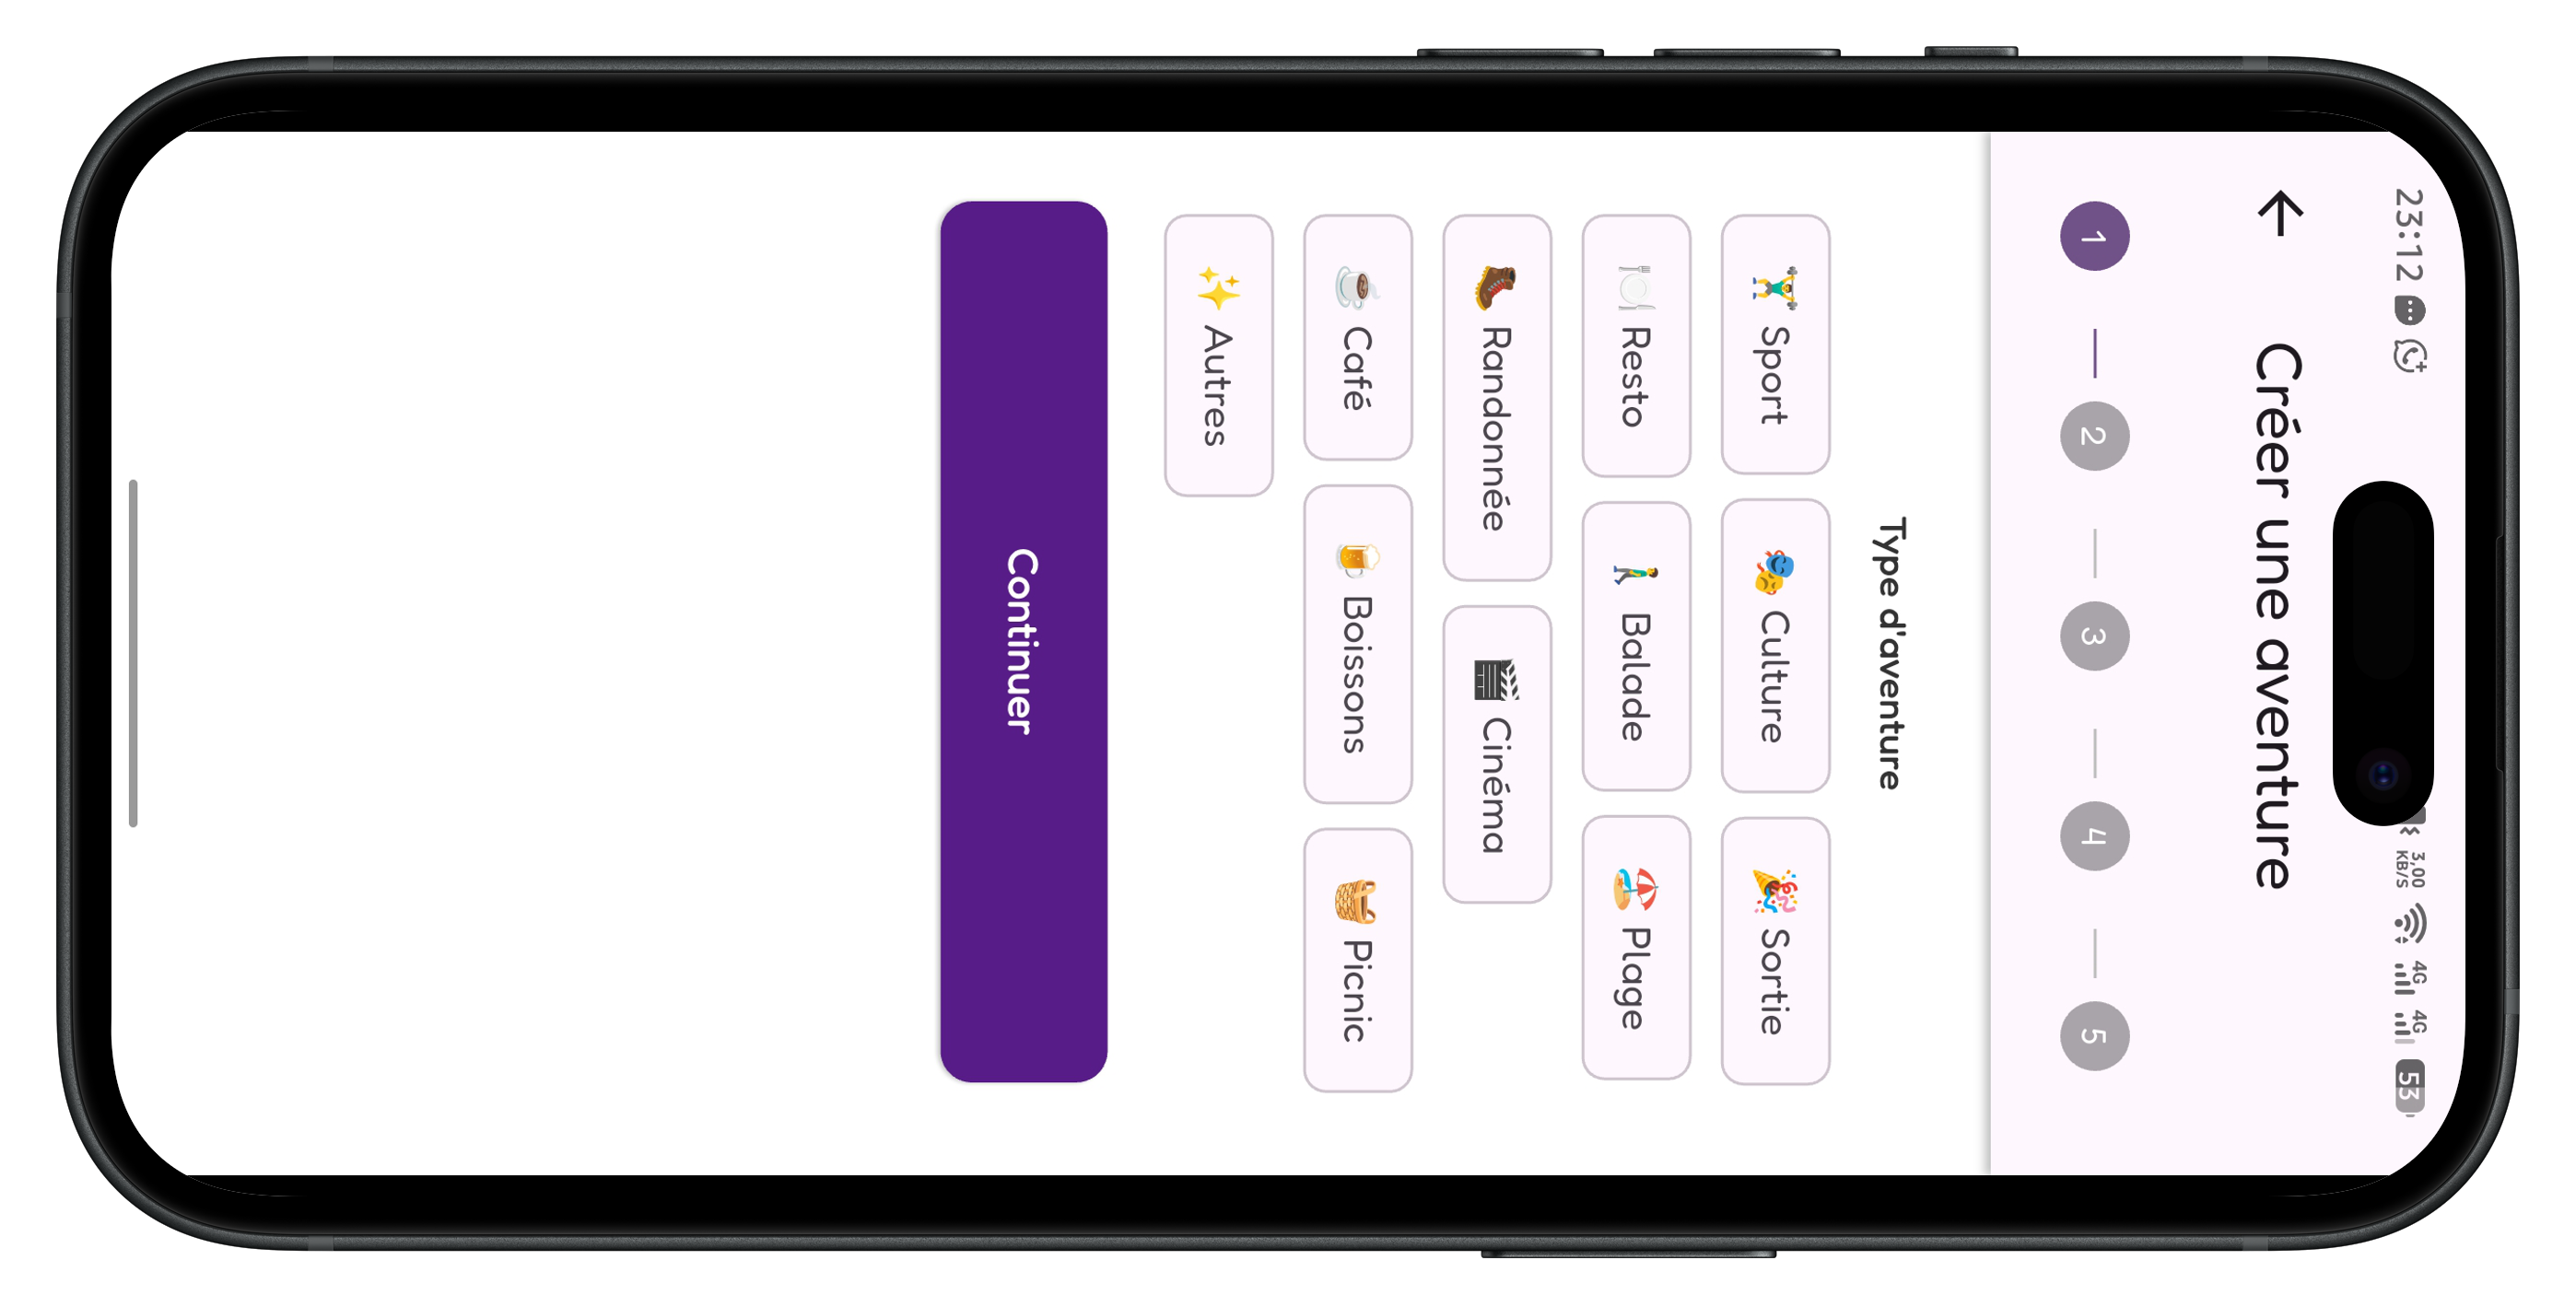 23:12 3,00 KB/S 4G 4G 53
Créer une aventure
1 2 3 4 5
Type d'aventure
Sport Culture Sortie
Resto Balade Plage
Randonnée Cinéma
Café Boissons Picnic
Autres
Continuer